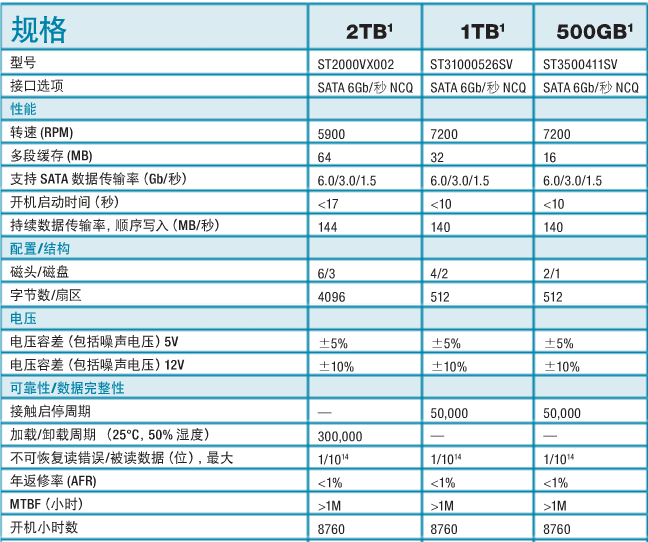 规格 2TB¹ 1TB¹ 500GB¹
型号 ST2000VX002 ST31000526SV ST3500411SV
接口选项 SATA 6Gb/秒 NCQ SATA 6Gb/秒 NCQ SATA 6Gb/秒 NCQ
性能
转速 (RPM) 5900 7200 7200
多段缓存 (MB) 64 32 16
支持 SATA 数据传输率 (Gb/秒) 6.0/3.0/1.5 6.0/3.0/1.5 6.0/3.0/1.5
开机启动时间 (秒) <17 <10 <10
持续数据传输率, 顺序写入 (MB/秒) 144 140 140
配置/结构
磁头/磁盘 6/3 4/2 2/1
字节数/扇区 4096 512 512
电压
电压容差 (包括噪声电压) 5V ±5% ±5% ±5%
电压容差 (包括噪声电压) 12V ±10% ±10% ±10%
可靠性/数据完整性
接触启停周期 — 50,000 50,000
加载/卸载周期 (25°C, 50% 湿度) 300,000 — —
不可恢复读错误/被读数据 (位), 最大 1/10¹⁴ 1/10¹⁴ 1/10¹⁴
年返修率 (AFR) <1% <1% <1%
MTBF (小时) >1M >1M >1M
开机小时数 8760 8760 8760